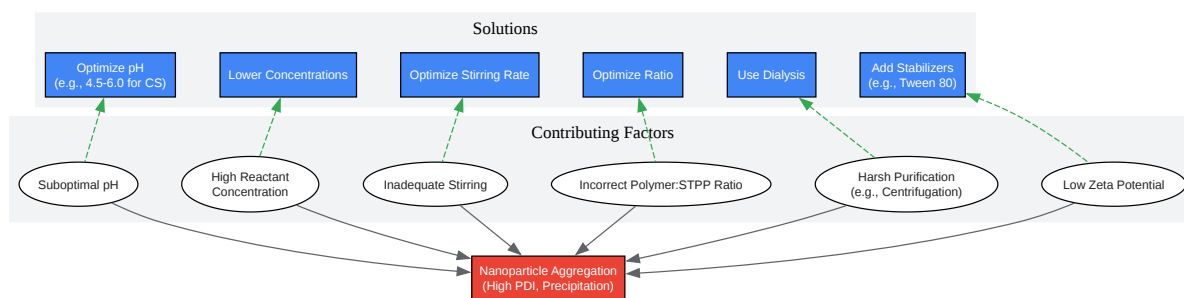 Solutions
Optimize pH
(e.g., 4.5-6.0 for CS)
Lower Concentrations
Optimize Stirring Rate
Optimize Ratio
Use Dialysis
Add Stabilizers
(e.g., Tween 80)
Contributing Factors
Suboptimal pH
High Reactant
Concentration
Inadequate Stirring
Incorrect Polymer:STPP Ratio
Harsh Purification
(e.g., Centrifugation)
Low Zeta Potential
Nanoparticle Aggregation
(High PDI, Precipitation)